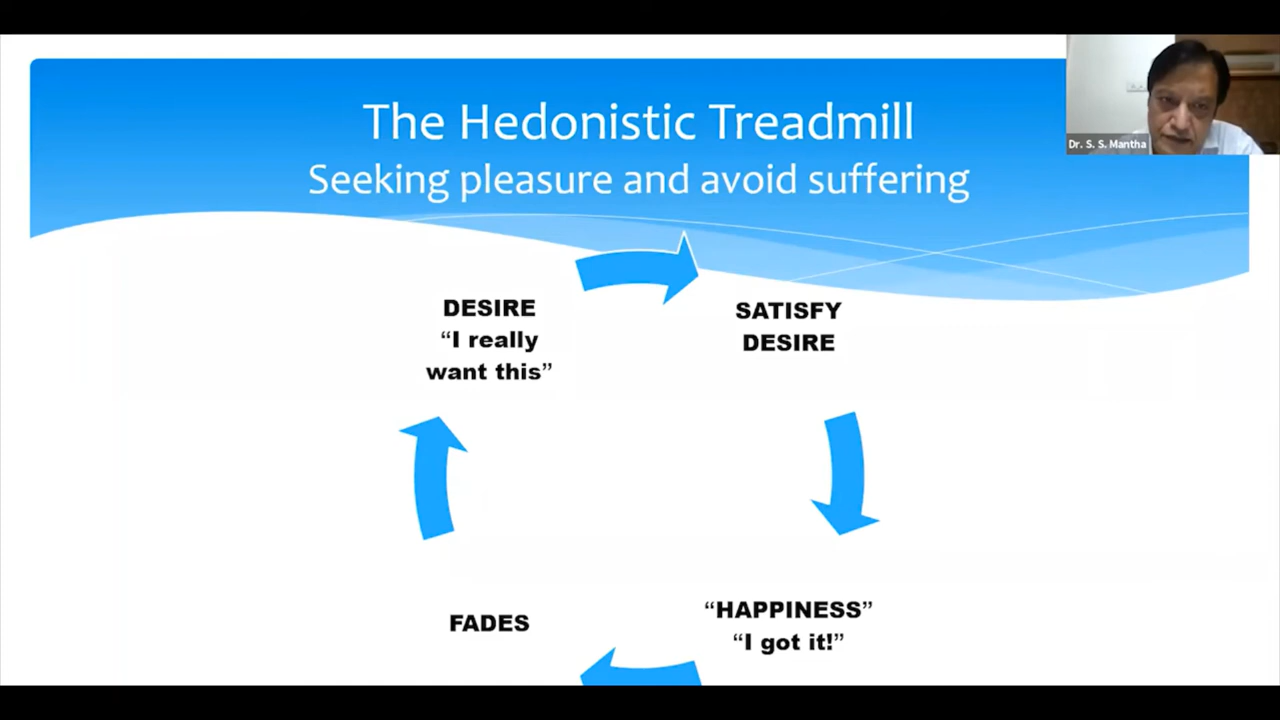 The Hedonistic Treadmill
Seeking pleasure and avoid suffering
Dr. S. S. Mantha
DESIRE
“I really
want this”
SATISFY
DESIRE
“HAPPINESS”
“I got it!”
FADES